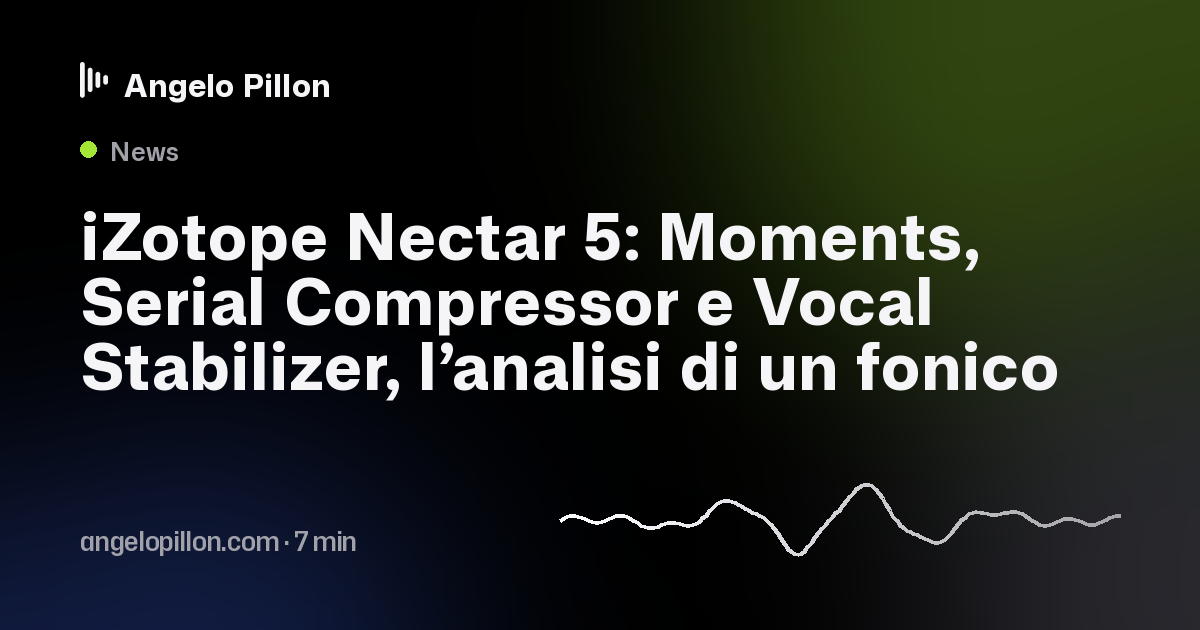 Angelo Pillon
News
iZotope Nectar 5: Moments,
Serial Compressor e Vocal
Stabilizer, l’analisi di un fonico
angelopillon.com · 7 min